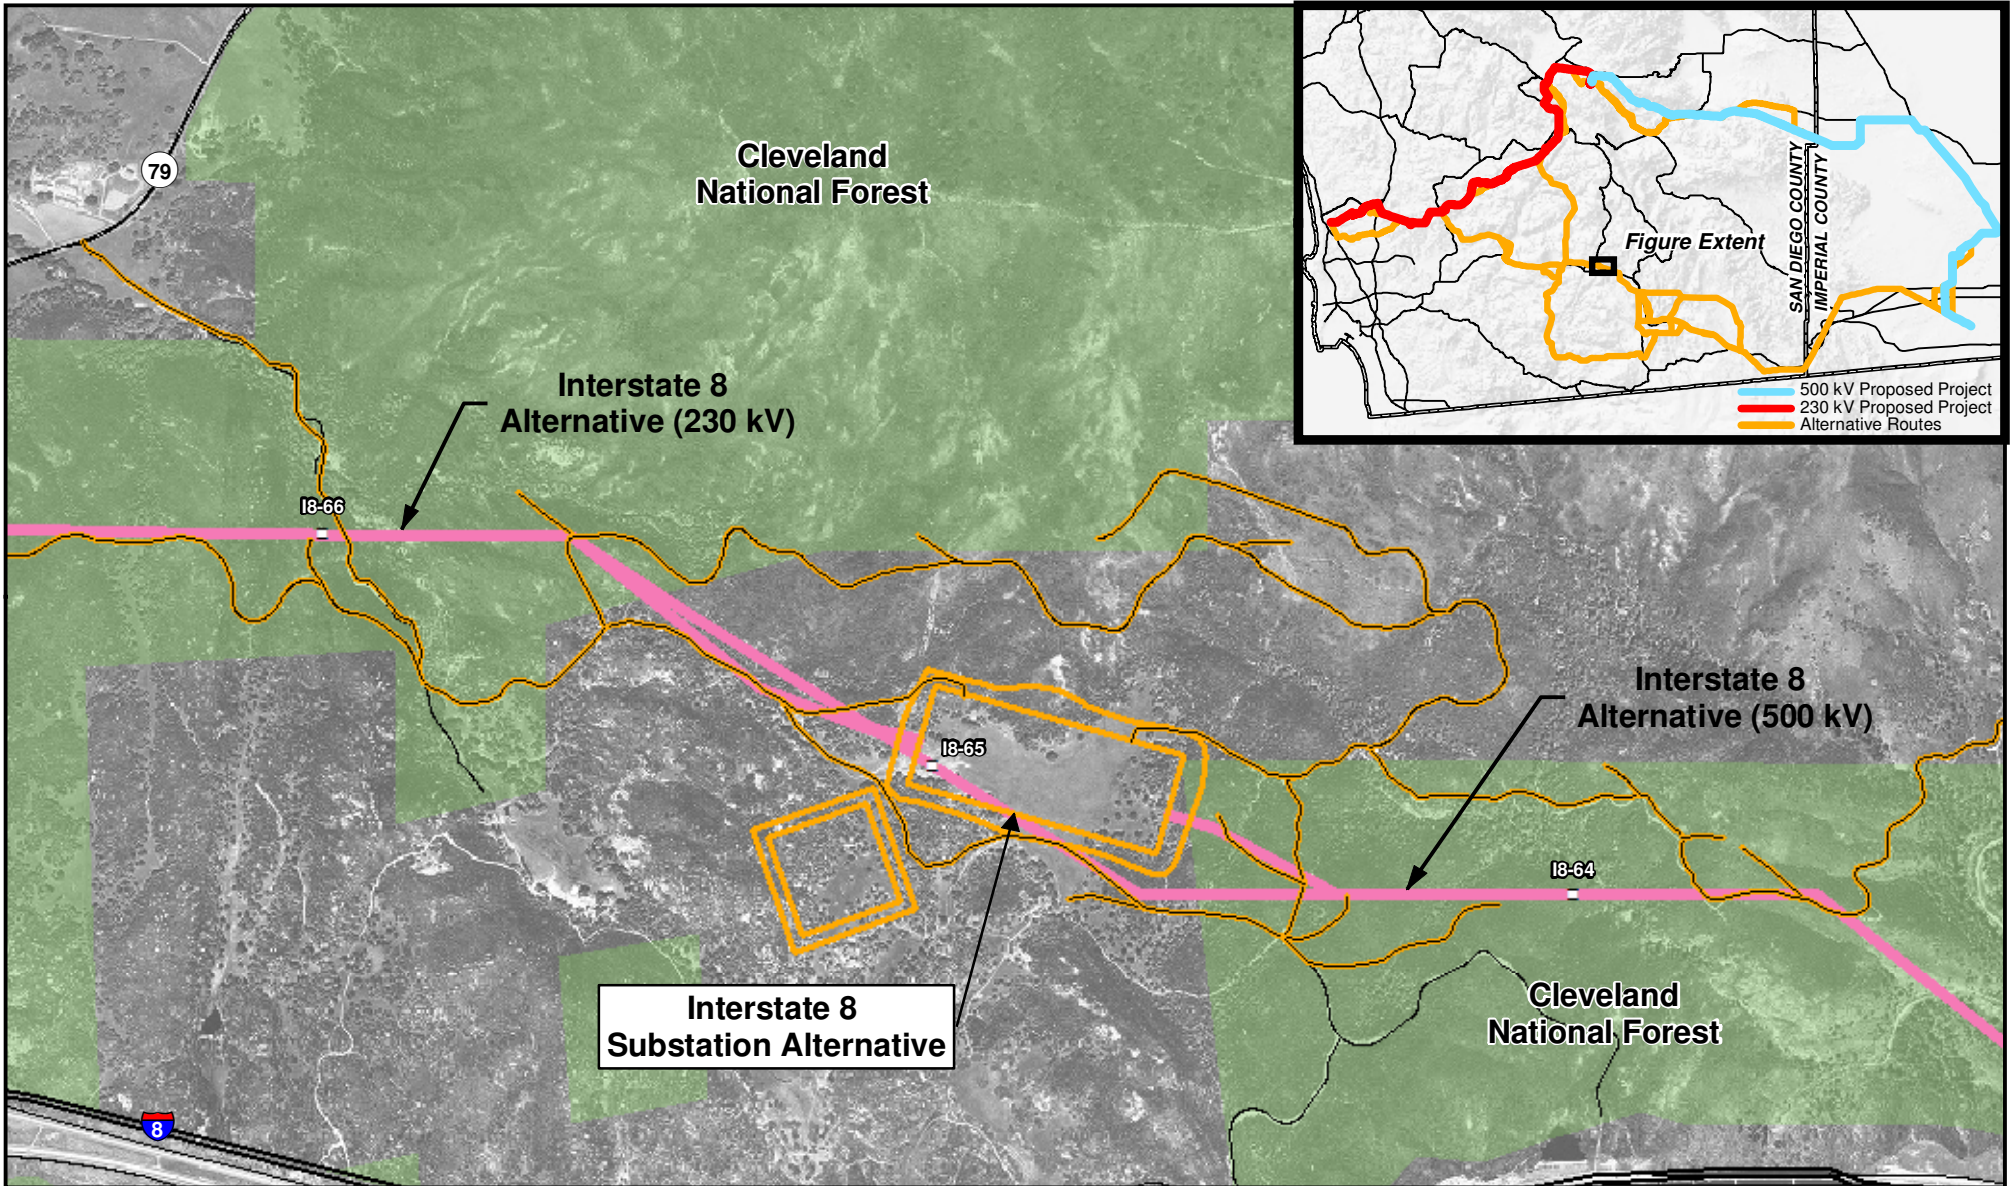 79
Cleveland
National Forest
SAN DIEGO COUNTY
IMPERIAL COUNTY
Figure Extent
500 kV Proposed Project
230 kV Proposed Project
Alternative Routes
Interstate 8
Alternative (230 kV)
I8-66
Interstate 8
Alternative (500 kV)
I8-65
I8-64
Interstate 8
Substation Alternative
Cleveland
National Forest
8